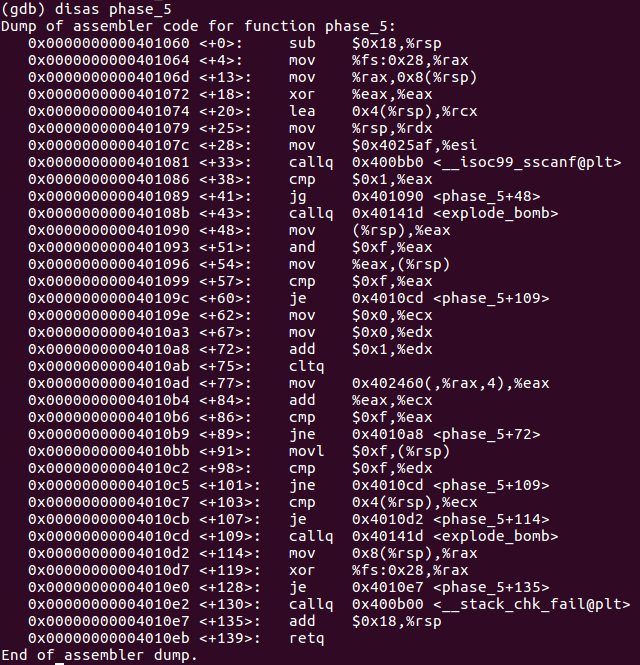 (gdb) disas phase_5
Dump of assembler code for function phase_5:
   0x0000000000401060 <+0>:     sub    $0x18,%rsp
   0x0000000000401064 <+4>:     mov    %fs:0x28,%rax
   0x000000000040106d <+13>:    mov    %rax,0x8(%rsp)
   0x0000000000401072 <+18>:    xor    %eax,%eax
   0x0000000000401074 <+20>:    lea    0x4(%rsp),%rcx
   0x0000000000401079 <+25>:    mov    %rsp,%rdx
   0x000000000040107c <+28>:    mov    $0x4025af,%esi
   0x0000000000401081 <+33>:    callq  0x400bb0 <__isoc99_sscanf@plt>
   0x0000000000401086 <+38>:    cmp    $0x1,%eax
   0x0000000000401089 <+41>:    jg     0x401090 <phase_5+48>
   0x000000000040108b <+43>:    callq  0x40141d <explode_bomb>
   0x0000000000401090 <+48>:    mov    (%rsp),%eax
   0x0000000000401093 <+51>:    and    $0xf,%eax
   0x0000000000401096 <+54>:    mov    %eax,(%rsp)
   0x0000000000401099 <+57>:    cmp    $0xf,%eax
   0x000000000040109c <+60>:    je     0x4010cd <phase_5+109>
   0x000000000040109e <+62>:    mov    $0x0,%ecx
   0x00000000004010a3 <+67>:    mov    $0x0,%edx
   0x00000000004010a8 <+72>:    add    $0x1,%edx
   0x00000000004010ab <+75>:    cltq
   0x00000000004010ad <+77>:    mov    0x402460(,%rax,4),%eax
   0x00000000004010b4 <+84>:    add    %eax,%ecx
   0x00000000004010b6 <+86>:    cmp    $0xf,%eax
   0x00000000004010b9 <+89>:    jne    0x4010a8 <phase_5+72>
   0x00000000004010bb <+91>:    movl   $0xf,(%rsp)
   0x00000000004010c2 <+98>:    cmp    $0xf,%edx
   0x00000000004010c5 <+101>:   jne    0x4010cd <phase_5+109>
   0x00000000004010c7 <+103>:   cmp    0x4(%rsp),%ecx
   0x00000000004010cb <+107>:   je     0x4010d2 <phase_5+114>
   0x00000000004010cd <+109>:   callq  0x40141d <explode_bomb>
   0x00000000004010d2 <+114>:   mov    0x8(%rsp),%rax
   0x00000000004010d7 <+119>:   xor    %fs:0x28,%rax
   0x00000000004010e0 <+128>:   je     0x4010e7 <phase_5+135>
   0x00000000004010e2 <+130>:   callq  0x400b00 <__stack_chk_fail@plt>
   0x00000000004010e7 <+135>:   add    $0x18,%rsp
   0x00000000004010eb <+139>:   retq
End of assembler dump.